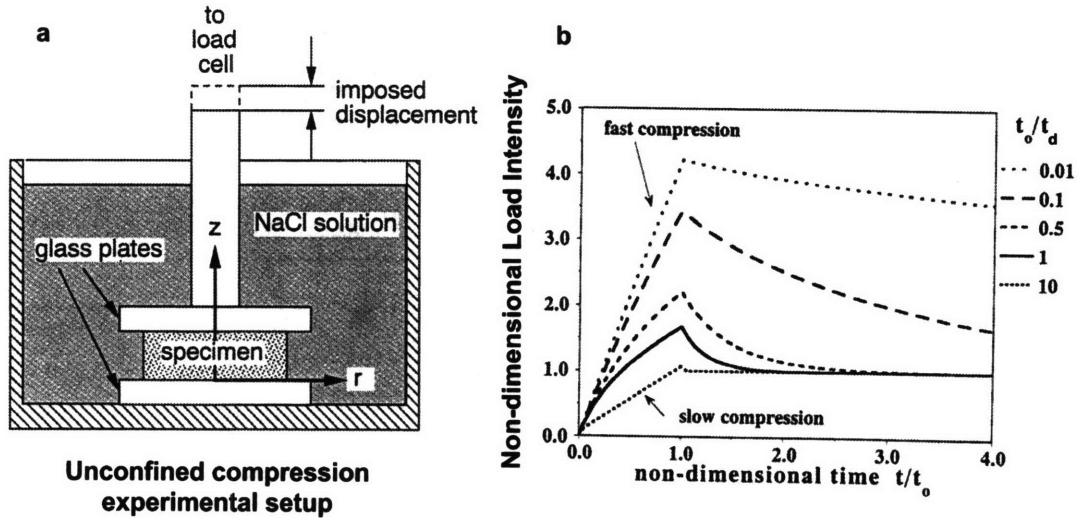 a
to
load
cell
imposed
displacement
NaCl solution
z
glass plates
specimen
r
Unconfined compression
experimental setup
b
Non-dimensional Load Intensity
5.0
4.0
3.0
2.0
1.0
0.0
fast compression
slow compression
0.0 1.0 2.0 3.0 4.0
non-dimensional time t/t₀
t₀/t_d
0.01
0.1
0.5
1
10